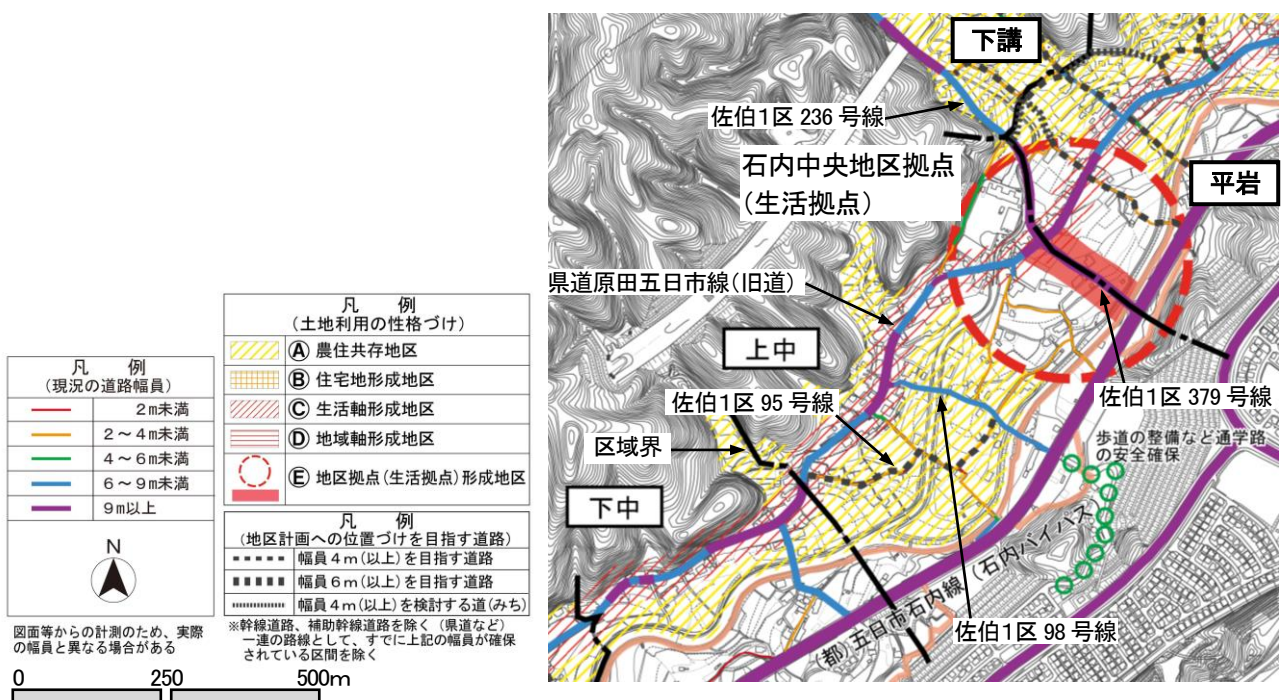 凡　例
(現況の道路幅員)
2m未満
2～4m未満
4～6m未満
6～9m未満
9m以上
N
図面等からの計測のため、実際
の幅員と異なる場合がある
0 250 500m
凡　例
(土地利用の性格づけ)
Ⓐ 農住共存地区
Ⓑ 住宅地形成地区
Ⓒ 生活軸形成地区
Ⓓ 地域軸形成地区
Ⓔ 地区拠点(生活拠点)形成地区
凡　例
(地区計画への位置づけを目指す道路)
幅員4m(以上)を目指す道路
幅員6m(以上)を目指す道路
幅員4m(以上)を検討する道(みち)
※幹線道路、補助幹線道路を除く (県道など)
一連の路線として、すでに上記の幅員が確保
されている区間を除く
下講
佐伯1区 236 号線
石内中央地区拠点
(生活拠点)
平岩
県道原田五日市線(旧道)
上中
佐伯1区 95 号線
佐伯1区 379 号線
区域界
歩道の整備など通学路
の安全確保
下中
(都)五日市石内線(石内バイパス)
佐伯1区 98 号線